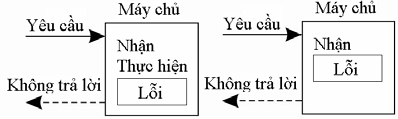 Máy chủ
Yêu cầu
Nhận
Thực hiện
Không trả lời
Lỗi
Máy chủ
Yêu cầu
Nhận
Lỗi
Không trả lời